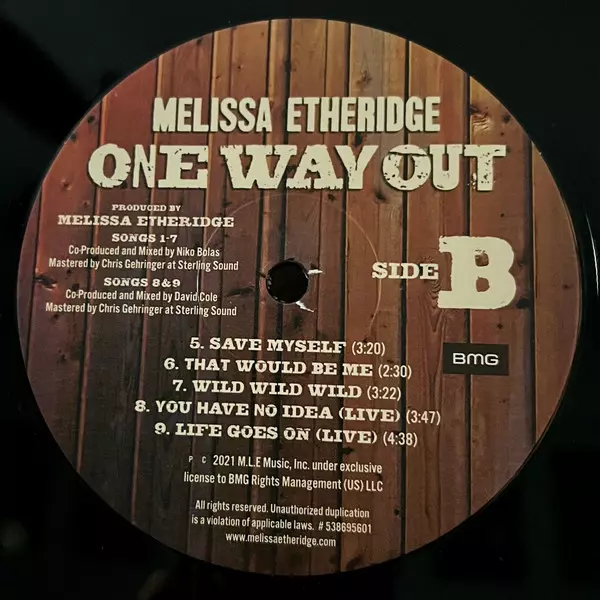 MELISSA ETHERIDGE
ONE WAY OUT
PRODUCED BY
MELISSA ETHERIDGE
SONGS 1-7
Co-Produced and Mixed by Niko Bolas
Mastered by Chris Gehringer at Sterling Sound
SONGS 8 & 9
Co-Produced and Mixed by David Cole
Mastered by Chris Gehringer at Sterling Sound
SIDE B
BMG
5. SAVE MYSELF (3:20)
6. THAT WOULD BE ME (2:30)
7. WILD WILD WILD (3:22)
8. YOU HAVE NO IDEA (LIVE) (3:47)
9. LIFE GOES ON (LIVE) (4:38)
P C 2021 M.L.E Music, Inc. under exclusive
license to BMG Rights Management (US) LLC
All rights reserved. Unauthorized duplication
is a violation of applicable laws. # 538695601
www.melissaetheridge.com